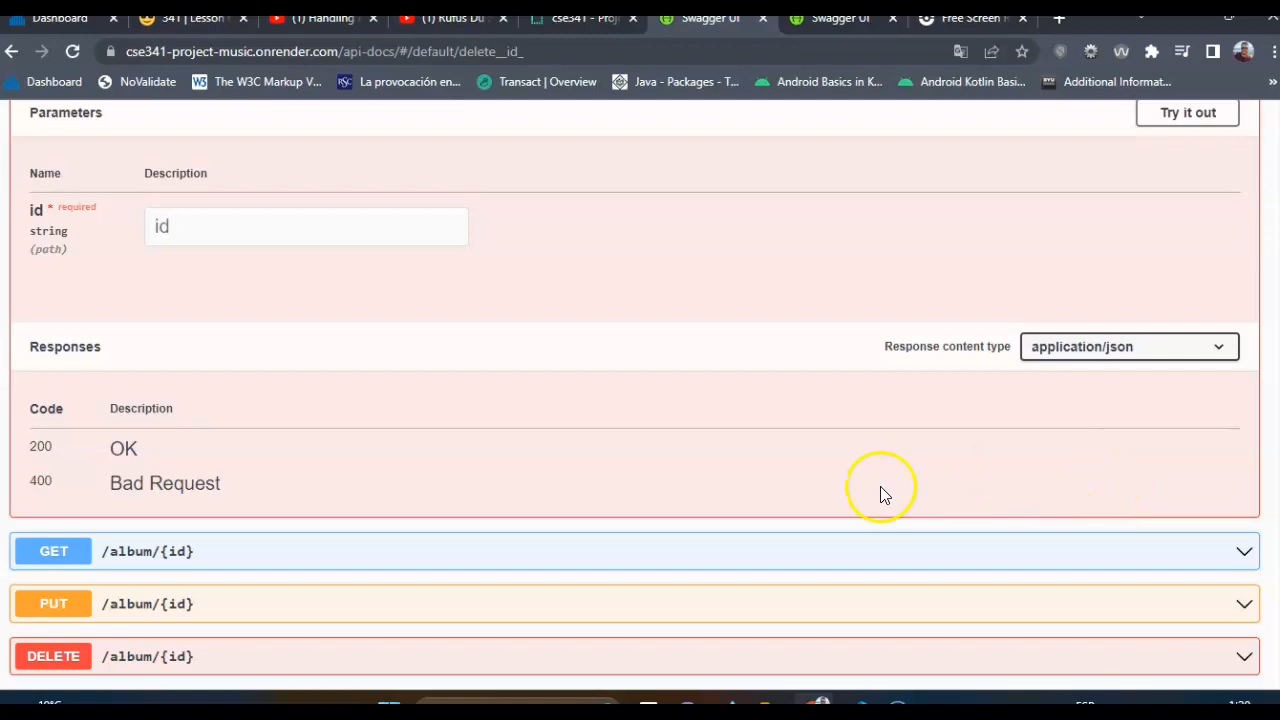 Dashboard 341 | Lesson (1) Handling (1) Rufus Du S cse341 - Proj Swagger UI Swagger UI Free Screen R
cse341-project-music.onrender.com/api-docs/#/default/delete__id_
Dashboard NoValidate The W3C Markup V... La provocación en... Transact | Overview Java - Packages - T... Android Basics in K... Android Kotlin Basi... Additional Informat... »
Parameters Try it out
Name Description
id * required
string
(path)
id
Responses Response content type application/json
Code Description
200 OK
400 Bad Request
GET /album/{id}
PUT /album/{id}
DELETE /album/{id}